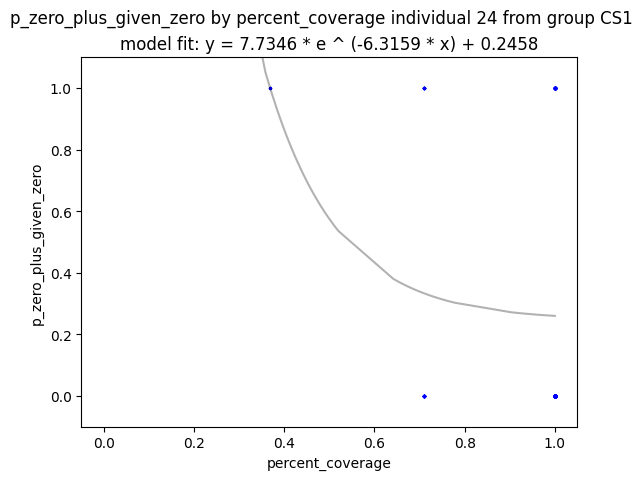 p_zero_plus_given_zero by percent_coverage individual 24 from group CS1
model fit: y = 7.7346 * e ^ (-6.3159 * x) + 0.2458
1.0
0.8
0.6
0.4
0.2
0.0
p_zero_plus_given_zero
0.0 0.2 0.4 0.6 0.8 1.0
percent_coverage